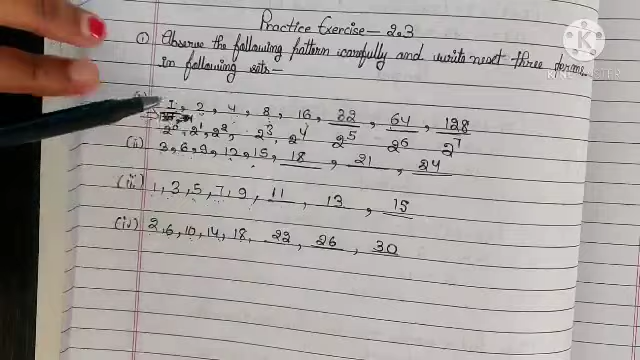 Practice Exercise - 2.3
(1) Observe the following pattern carefully and write next three terms
in following sets-
1, 2, 4, 8, 16, 32, 64, 128
2⁰, 2¹, 2², 2³, 2⁴ 2⁵ 2⁶ 2⁷
(ii) 3, 6, 9, 12, 15, 18, 21, 24
(iii) 1, 3, 5, 7, 9, 11, 13, 15
(iv) 2, 6, 10, 14, 18, 22, 26, 30
KINEMASTER